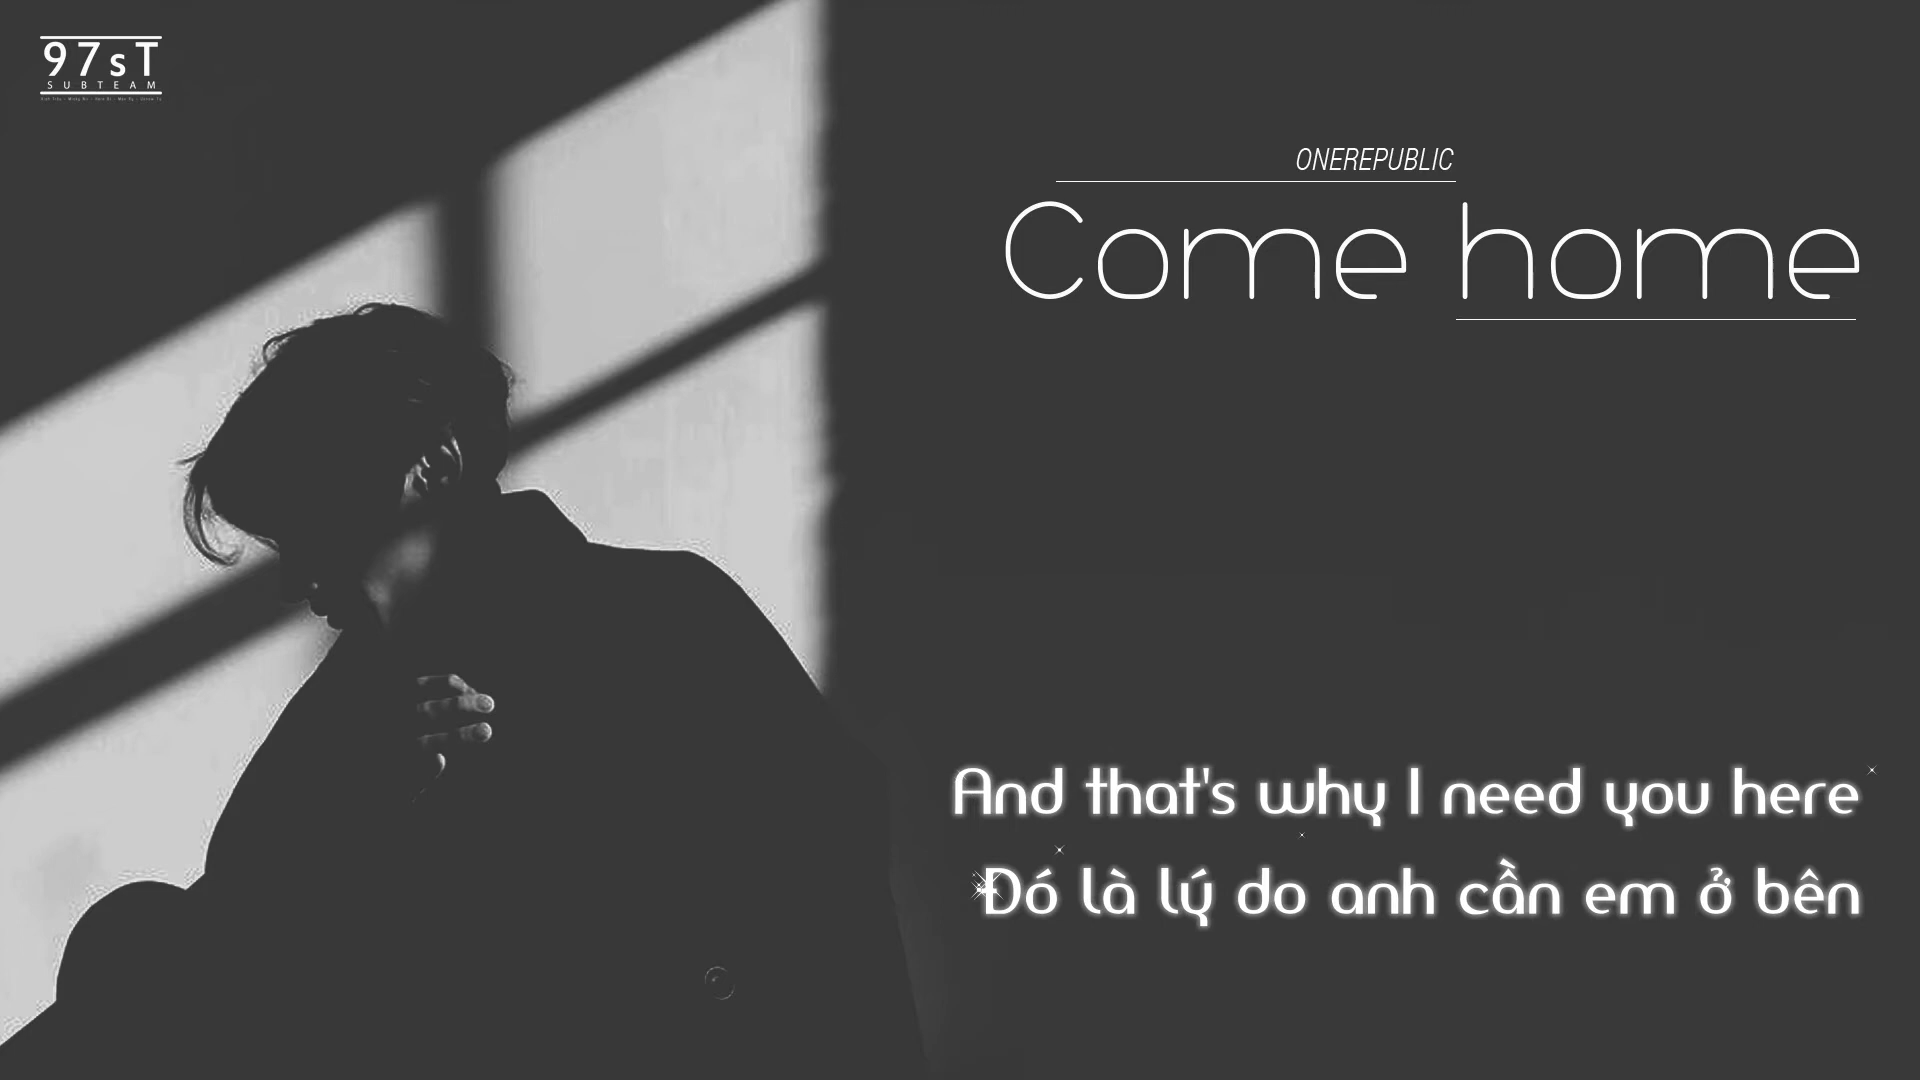 97sT
SUBTEAM
ONEREPUBLIC
Come home
And that's why I need you here
Đó là lý do anh cần em ở bên